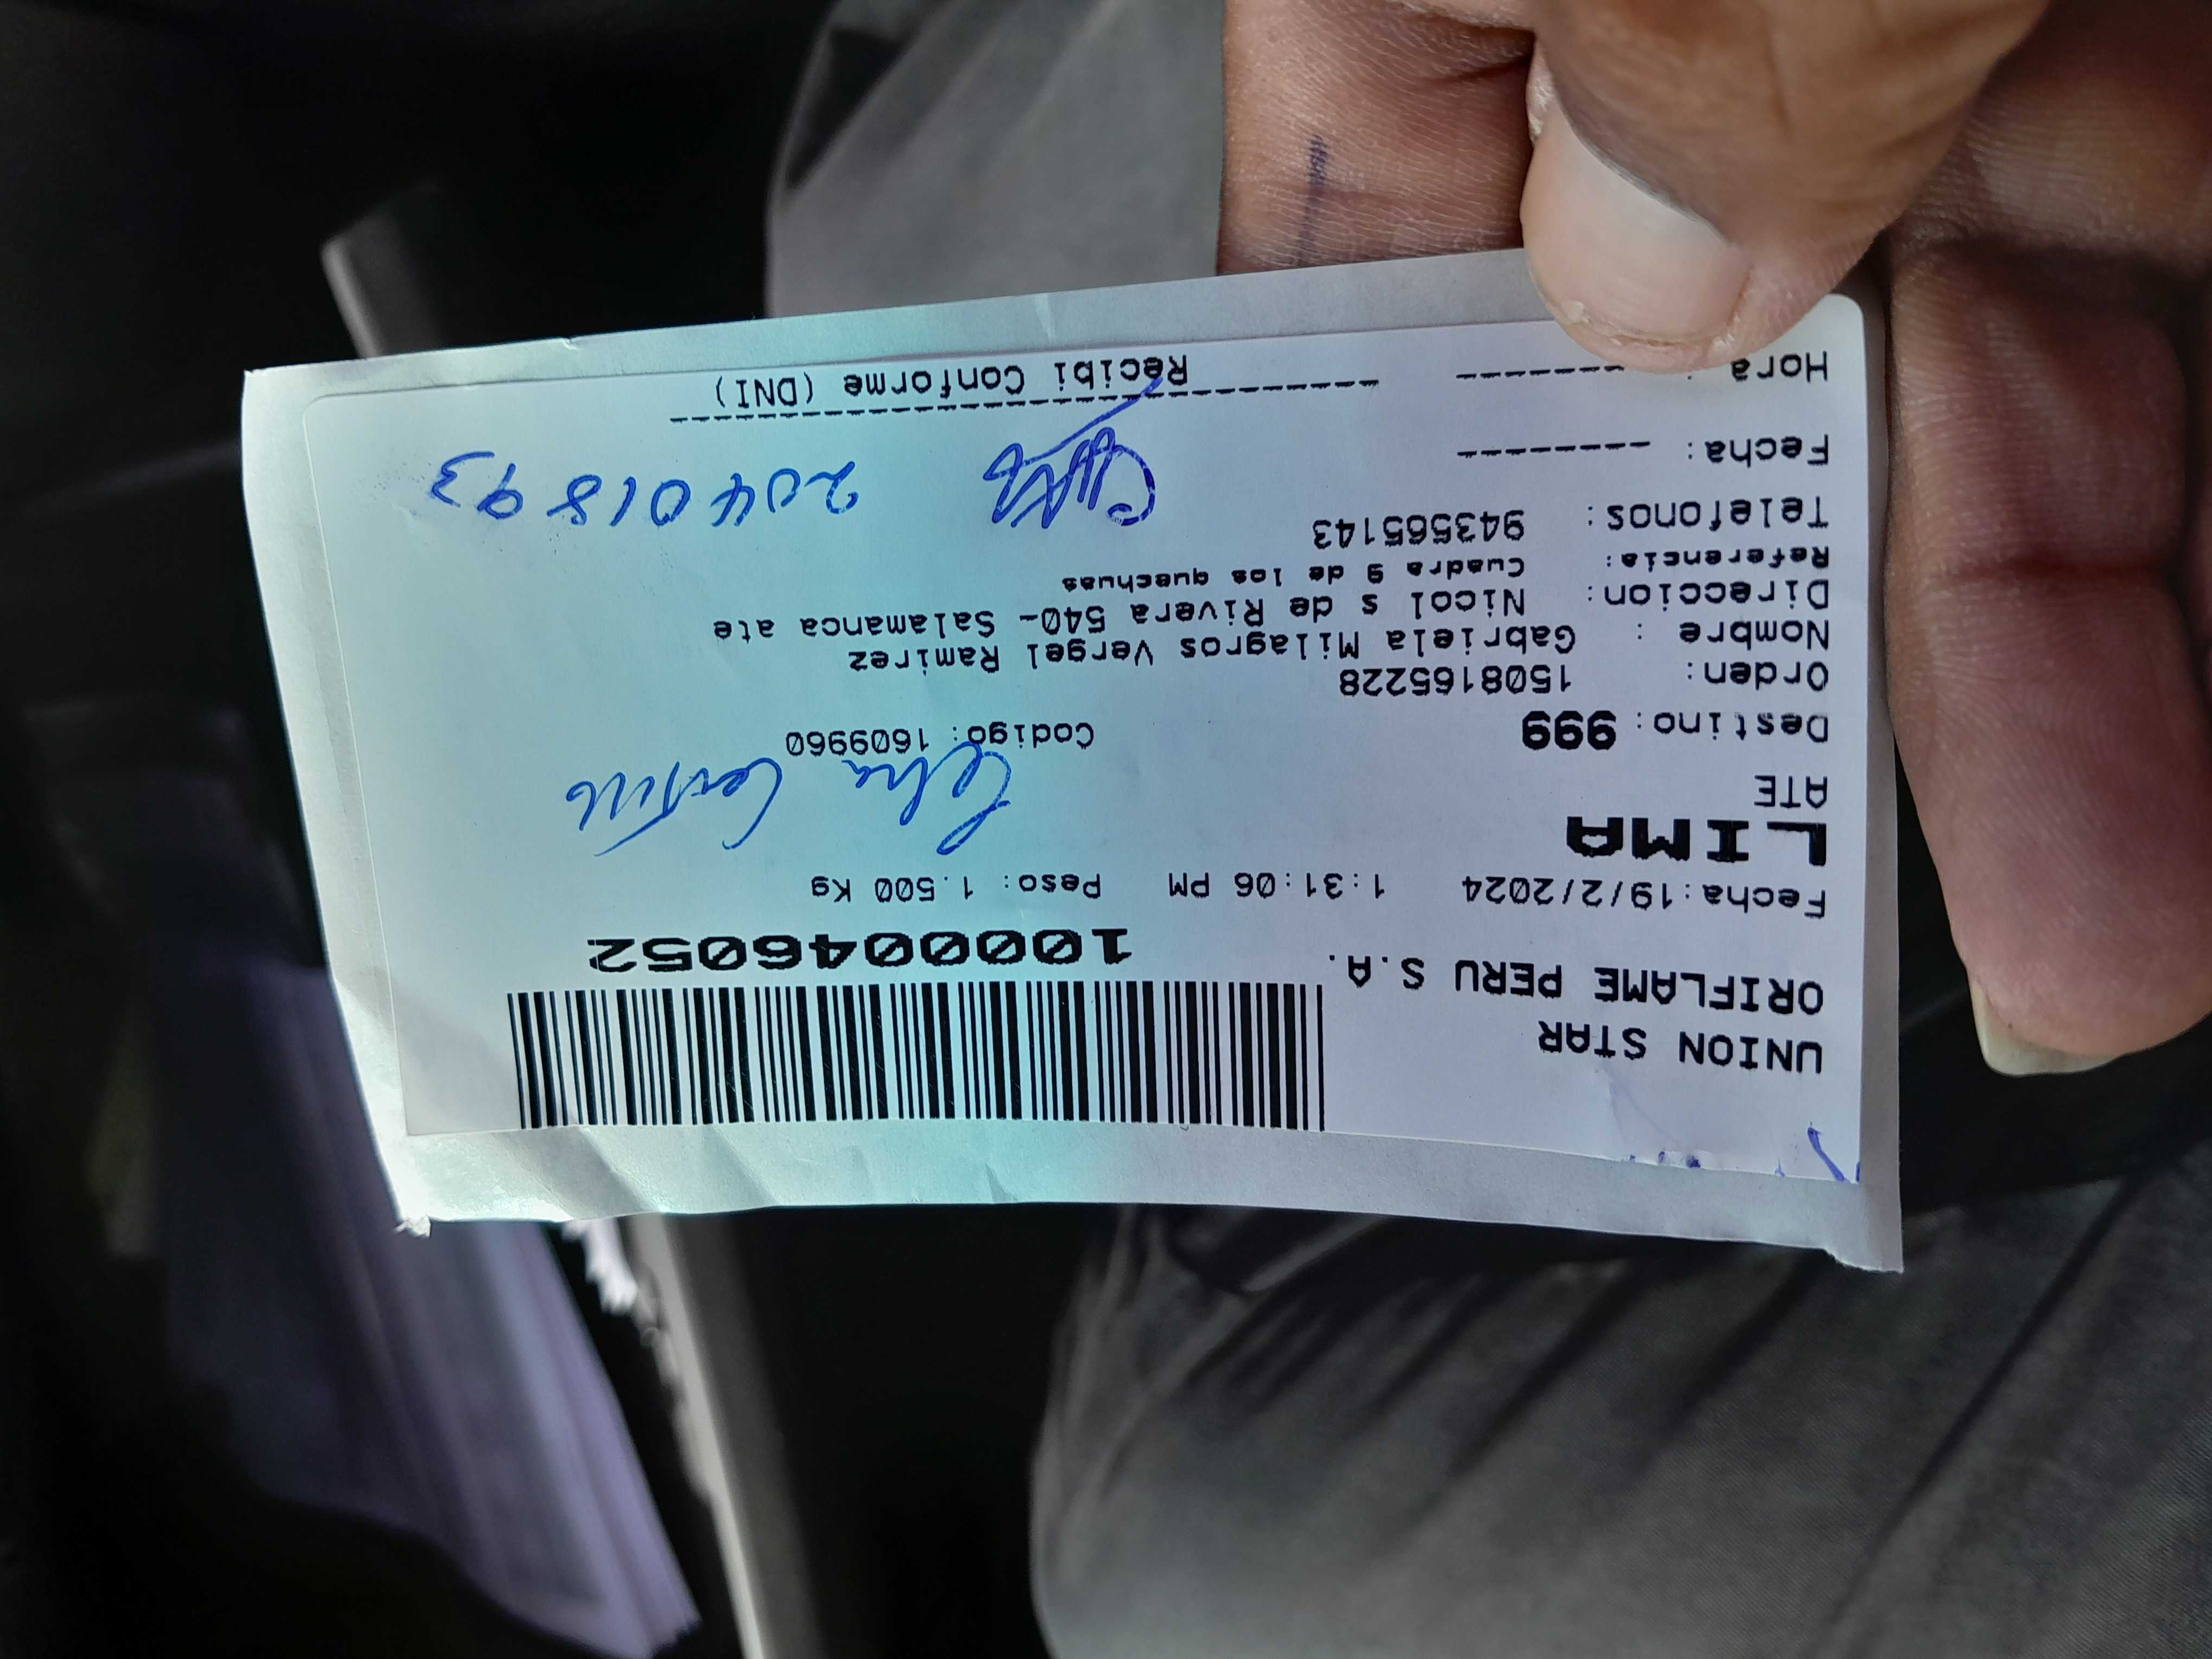 UNION STAR
ORIFLAME PERU S.A.
10000046052
Fecha:19/2/2024 1:31:06 PM Peso: 1.500 Kg
LIMA
ATE
Destino: 999 Codigo: 1609960
Orden: 1508165228
Nombre : Gabriela Milagros Vergel Ramirez
Direccion: Nicol s de Rivera 540- Salamanca ate
Referencia: Cuadra 9 de los quechuas
Telefonos: 943565143
20401893
Fecha: --------
Hora : --------
Recibi Conforme (DNI)